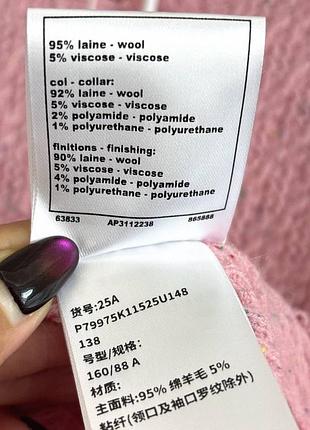 95% laine - wool
5% viscose - viscose
col - collar:
92% laine - wool
5% viscose - viscose
2% polyamide - polyamide
1% polyurethane - polyurethane
finitions - finishing:
90% laine - wool
5% viscose - viscose
4% polyamide - polyamide
1% polyurethane - polyurethane
63833 AP3112238 865888
货号:25A
P79975K11525U148
138
号型/规格:
160/88 A
材质:
主面料:95% 绵羊毛 5%
粘纤(领口及袖口罗纹除外)